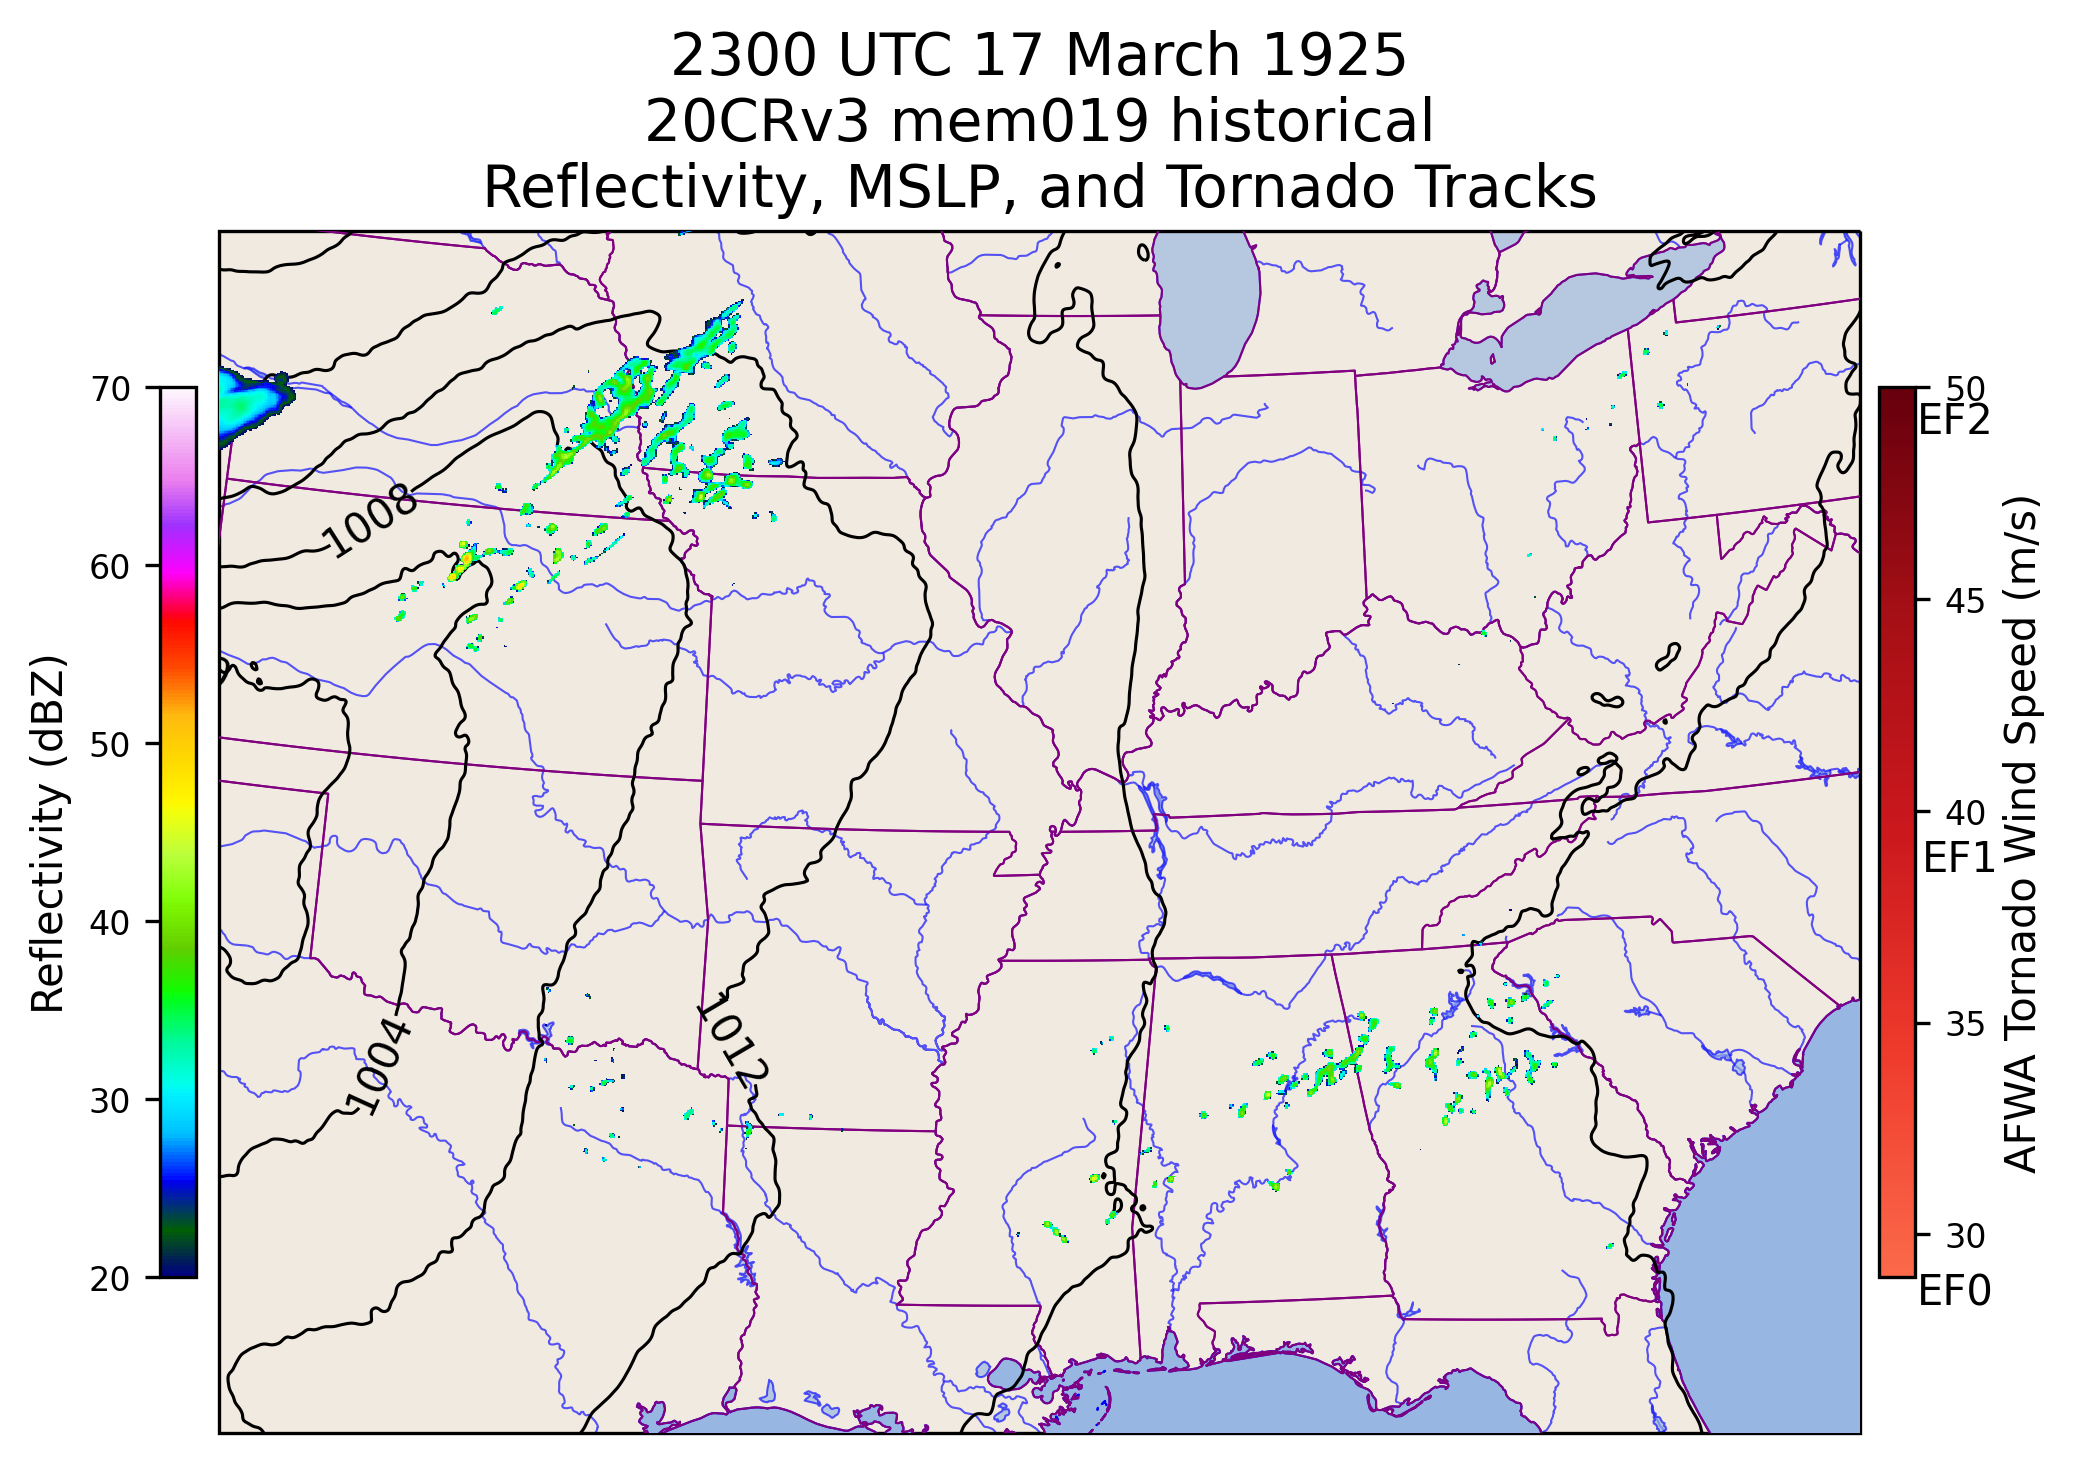 2300 UTC 17 March 1925
20CRv3 mem019 historical
Reflectivity, MSLP, and Tornado Tracks
Reflectivity (dBZ)
70
60
50
40
30
20
1008
1004
1012
50
EF2
45
40
EF1
35
30
EF0
AFWA Tornado Wind Speed (m/s)